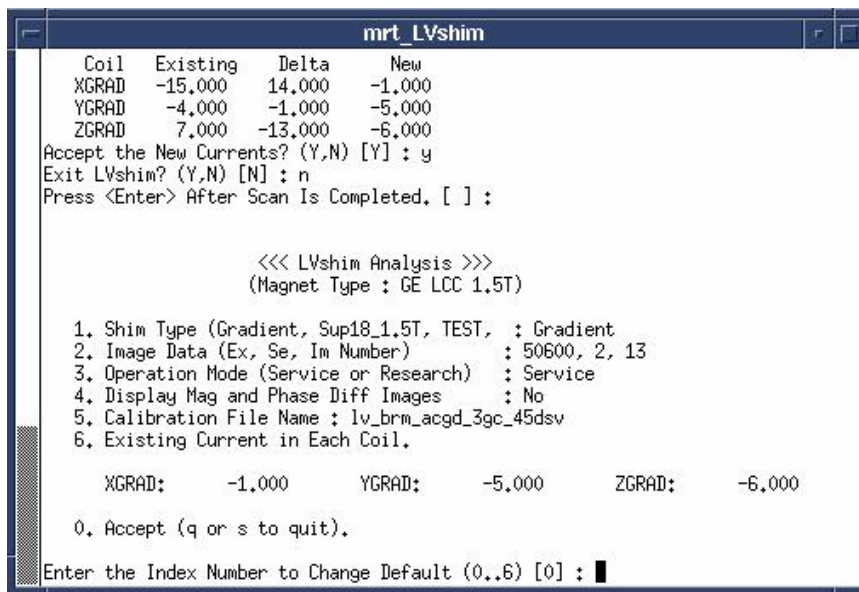 mrt_LVshim
Coil Existing Delta New
XGRAD -15.000 14.000 -1.000
YGRAD -4.000 -1.000 -5.000
ZGRAD 7.000 -13.000 -6.000
Accept the New Currents? (Y,N) [Y] : y
Exit LVshim? (Y,N) [N] : n
Press <Enter> After Scan Is Completed. [ ] :
<<< LVshim Analysis >>>
(Magnet Type : GE LCC 1.5T)
1. Shim Type (Gradient, Sup18_1.5T, TEST, : Gradient
2. Image Data (Ex, Se, Im Number) : 50600, 2, 13
3. Operation Mode (Service or Research) : Service
4. Display Mag and Phase Diff Images : No
5. Calibration File Name : lv_brm_acgd_3gc_45dsv
6. Existing Current in Each Coil.
XGRAD: -1.000 YGRAD: -5.000 ZGRAD: -6.000
0. Accept (q or s to quit).
Enter the Index Number to Change Default (0..6) [0] :